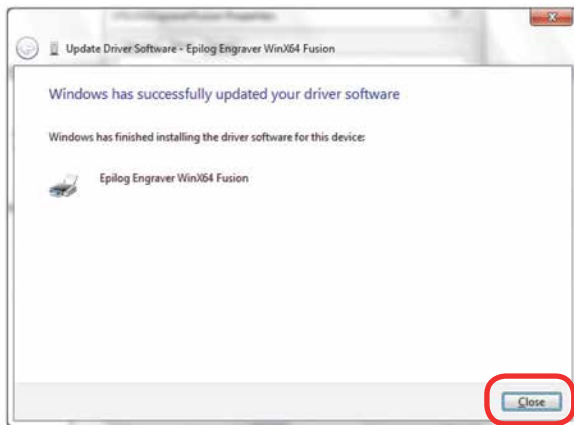 Update Driver Software - Epilog Engraver WinX64 Fusion
Windows has successfully updated your driver software
Windows has finished installing the driver software for this device:
Epilog Engraver WinX64 Fusion
Close